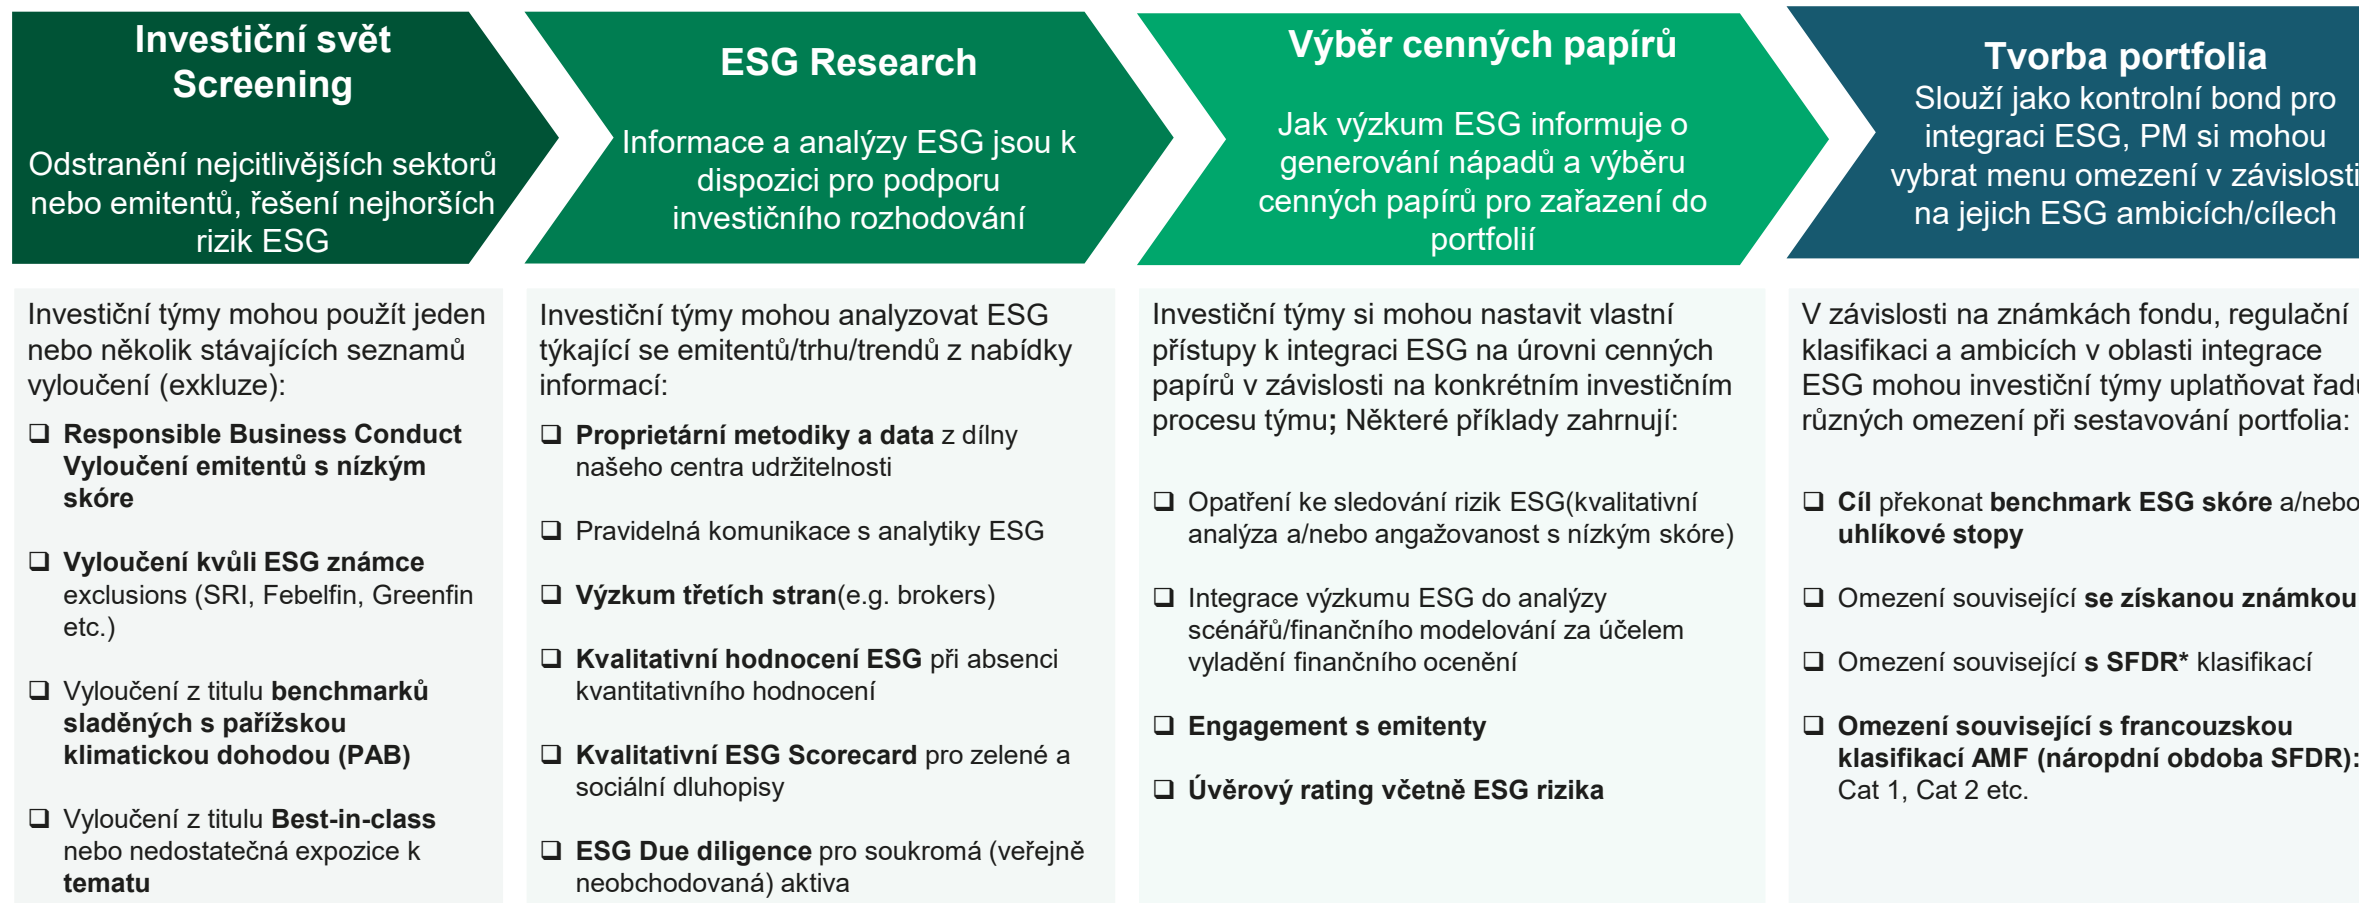 Investiční svět
Screening
Odstranění nejcitlivějších sektorů
nebo emitentů, řešení nejhorších
rizik ESG
ESG Research
Informace a analýzy ESG jsou k
dispozici pro podporu
investičního rozhodování
Výběr cenných papírů
Jak výzkum ESG informuje o
generování nápadů a výběru
cenných papírů pro zařazení do
portfolií
Tvorba portfolia
Slouží jako kontrolní bond pro
integraci ESG, PM si mohou
vybrat menu omezení v závislosti
na jejich ESG ambicích/cílech
Investiční týmy mohou použít jeden
nebo několik stávajících seznamů
vyloučení (exkluze):
❑ Responsible Business Conduct
Vyloučení emitentů s nízkým
skóre
❑ Vyloučení kvůli ESG známce
exclusions (SRI, Febelfin, Greenfin
etc.)
❑ Vyloučení z titulu benchmarků
sladěných s pařížskou
klimatickou dohodou (PAB)
❑ Vyloučení z titulu Best-in-class
nebo nedostatečná expozice k
tematu
Investiční týmy mohou analyzovat ESG
týkající se emitentů/trhu/trendů z nabídky
informací:
❑ Proprietární metodiky a data z dílny
našeho centra udržitelnosti
❑ Pravidelná komunikace s analytiky ESG
❑ Výzkum třetích stran(e.g. brokers)
❑ Kvalitativní hodnocení ESG při absenci
kvantitativního hodnocení
❑ Kvalitativní ESG Scorecard pro zelené a
sociální dluhopisy
❑ ESG Due diligence pro soukromá (veřejně
neobchodovaná) aktiva
Investiční týmy si mohou nastavit vlastní
přístupy k integraci ESG na úrovni cenných
papírů v závislosti na konkrétním investičním
procesu týmu; Některé příklady zahrnují:
❑ Opatření ke sledování rizik ESG(kvalitativní
analýza a/nebo angažovanost s nízkým skóre)
❑ Integrace výzkumu ESG do analýzy
scénářů/finančního modelování za účelem
vyladění finančního ocenění
❑ Engagement s emitenty
❑ Úvěrový rating včetně ESG rizika
V závislosti na známkách fondu, regulační
klasifikaci a ambicích v oblasti integrace
ESG mohou investiční týmy uplatňovat řadu
různých omezení při sestavování portfolia:
❑ Cíl překonat benchmark ESG skóre a/nebo
uhlíkové stopy
❑ Omezení související se získanou známkou
❑ Omezení související s SFDR* klasifikací
❑ Omezení související s francouzskou
klasifikací AMF (náropdní obdoba SFDR):
Cat 1, Cat 2 etc.